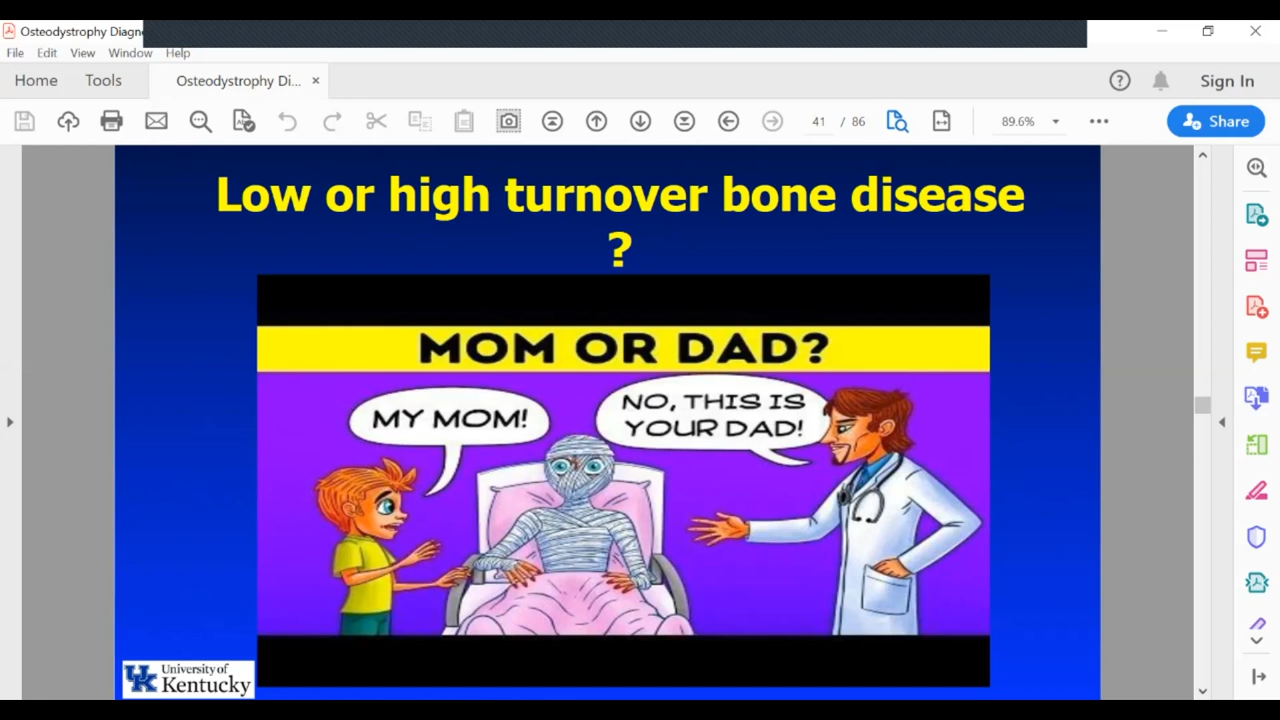 Osteodystrophy Diagn
File Edit View Window Help
Home Tools Osteodystrophy Di... ×
Sign In
41 / 86
89.6%
Share
Low or high turnover bone disease
?
MOM OR DAD?
MY MOM!
NO, THIS IS
YOUR DAD!
UK
University of
Kentucky